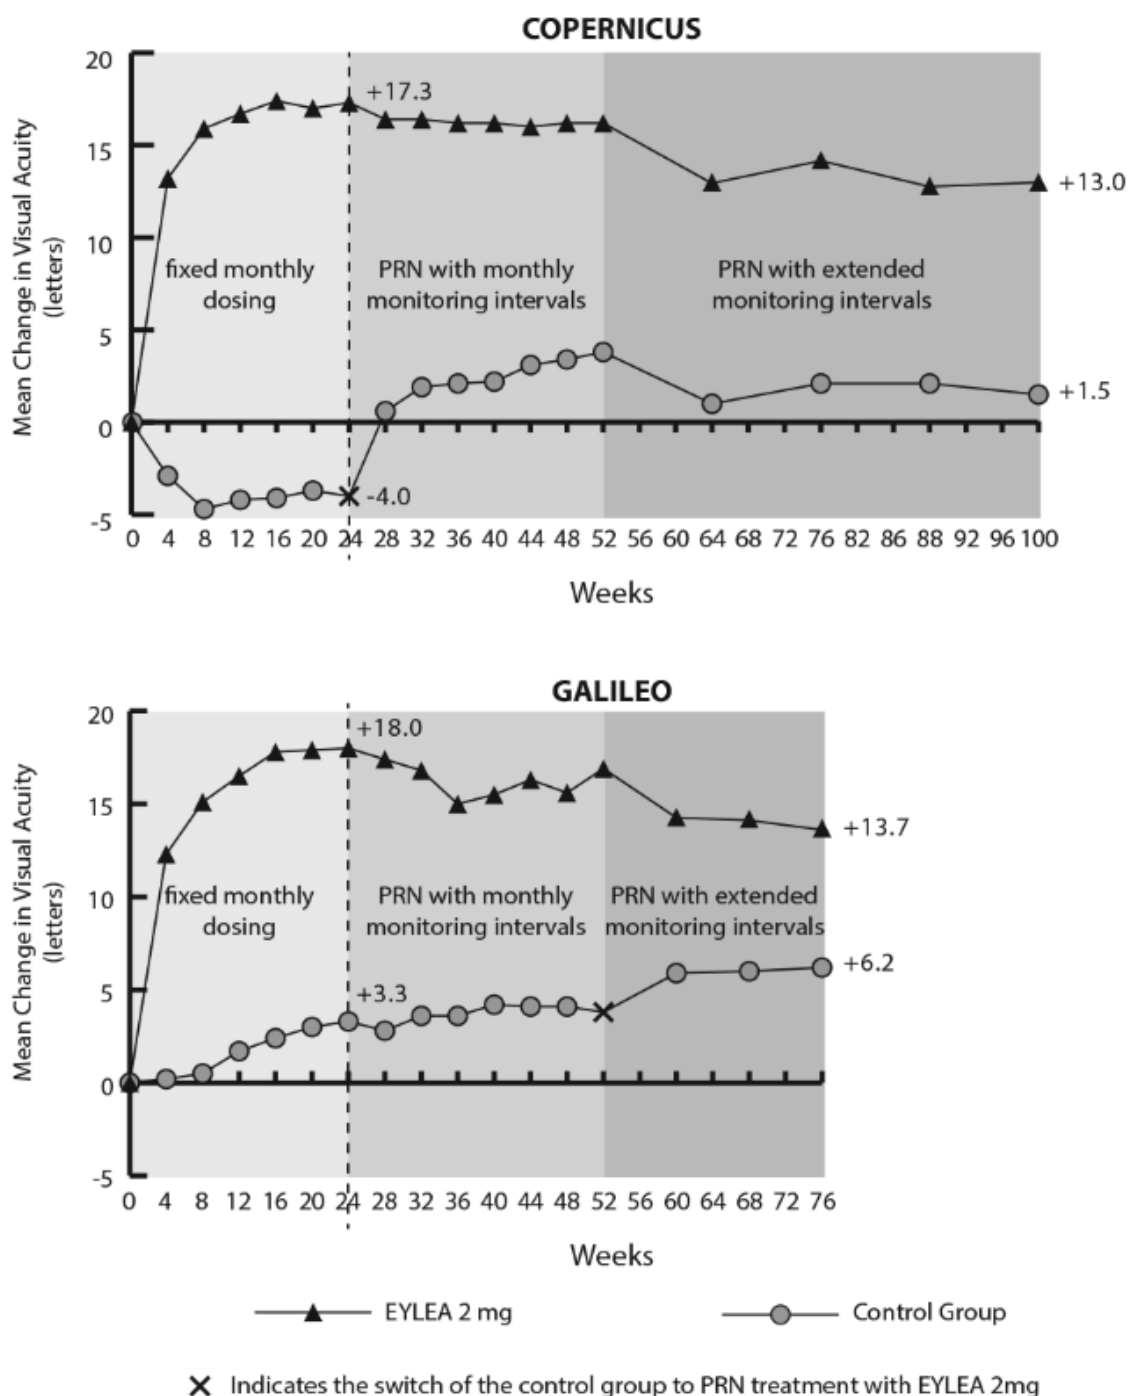 COPERNICUS
Mean Change in Visual Acuity
(letters)
20
15
10
5
0
-5
+17.3
+13.0
fixed monthly
dosing
PRN with monthly
monitoring intervals
PRN with extended
monitoring intervals
+1.5
-4.0
0 4 8 12 16 20 24 28 32 36 40 44 48 52 56 60 64 68 72 76 82 86 88 92 96 100
Weeks
GALILEO
Mean Change in Visual Acuity
(letters)
20
15
10
5
0
-5
+18.0
+13.7
fixed monthly
dosing
PRN with monthly
monitoring intervals
PRN with extended
monitoring intervals
+6.2
+3.3
0 4 8 12 16 20 24 28 32 36 40 44 48 52 60 64 68 72 76
Weeks
EYLEA 2 mg
Control Group
Indicates the switch of the control group to PRN treatment with EYLEA 2mg